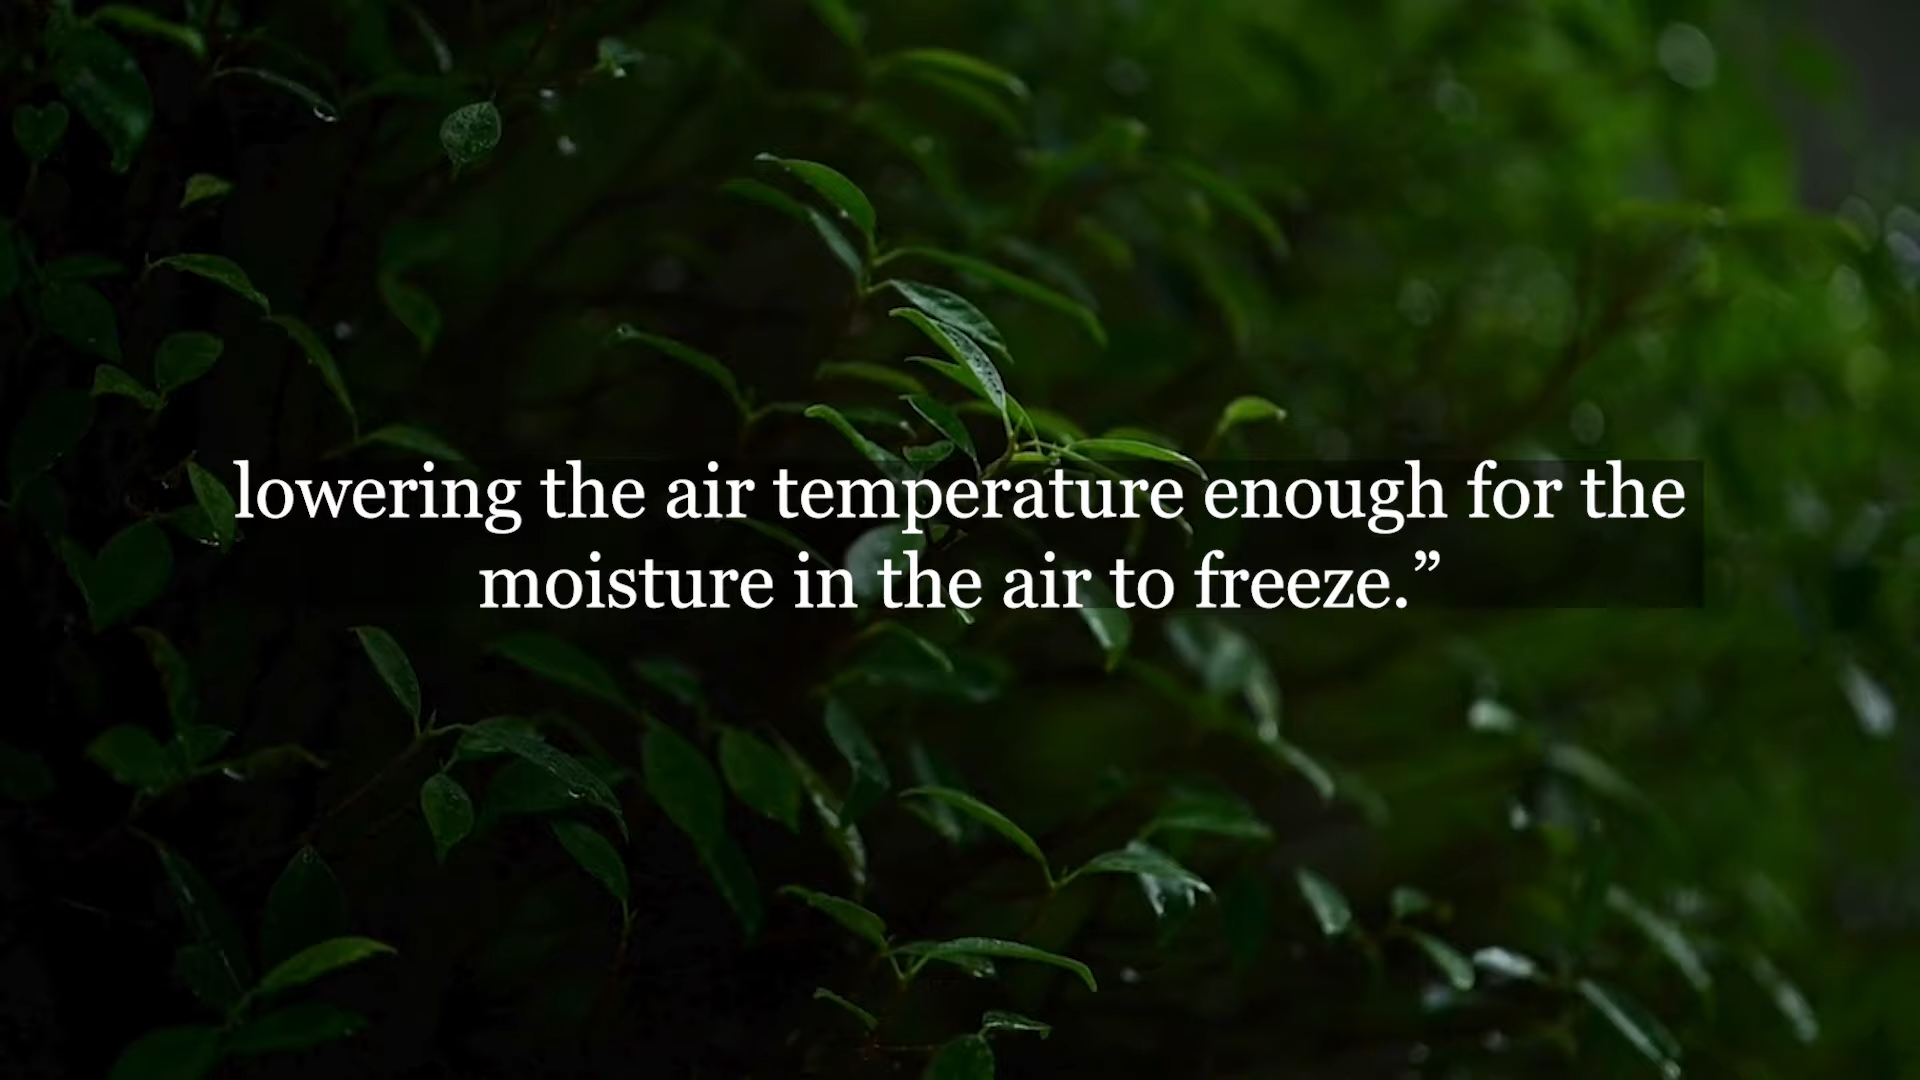 lowering the air temperature enough for the
moisture in the air to freeze.”